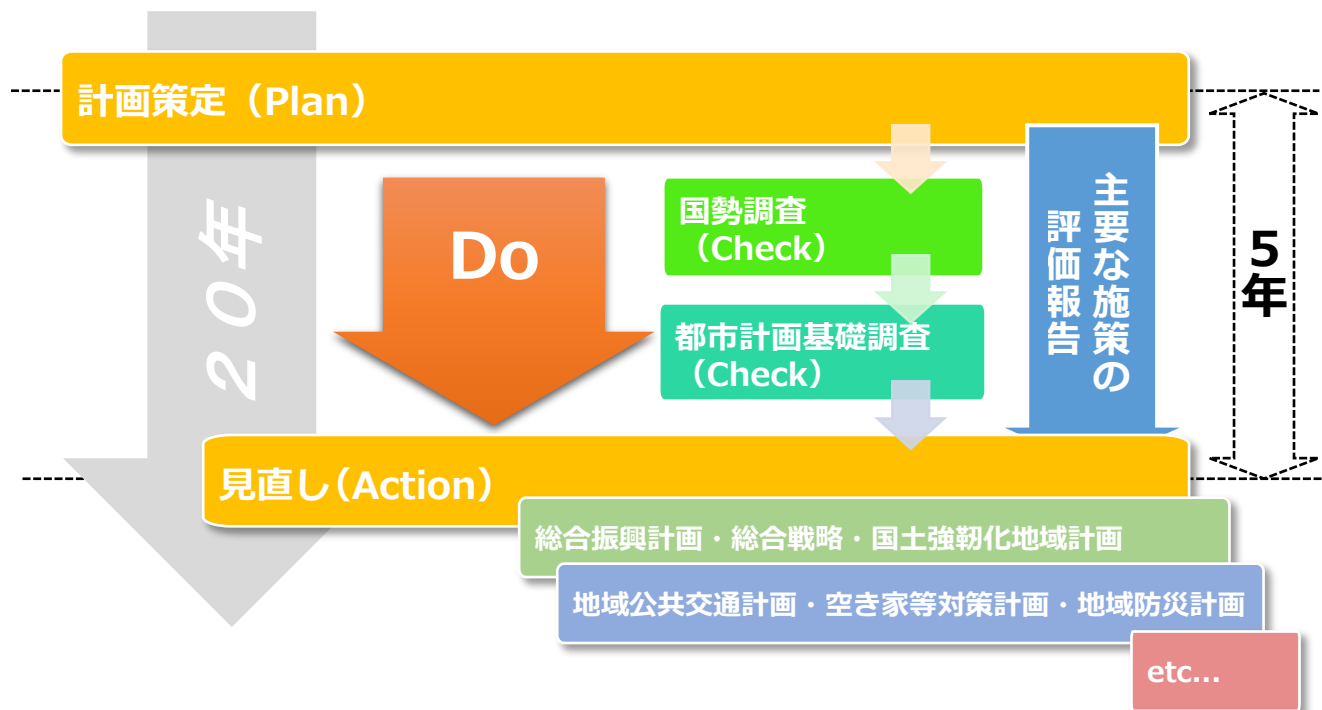 計画策定（Plan）
２０年
Do
国勢調査
（Check）
都市計画基礎調査
（Check）
主要な施策の
評価報告
５
年
見直し（Action）
総合振興計画・総合戦略・国土強靭化地域計画
地域公共交通計画・空き家等対策計画・地域防災計画
etc...